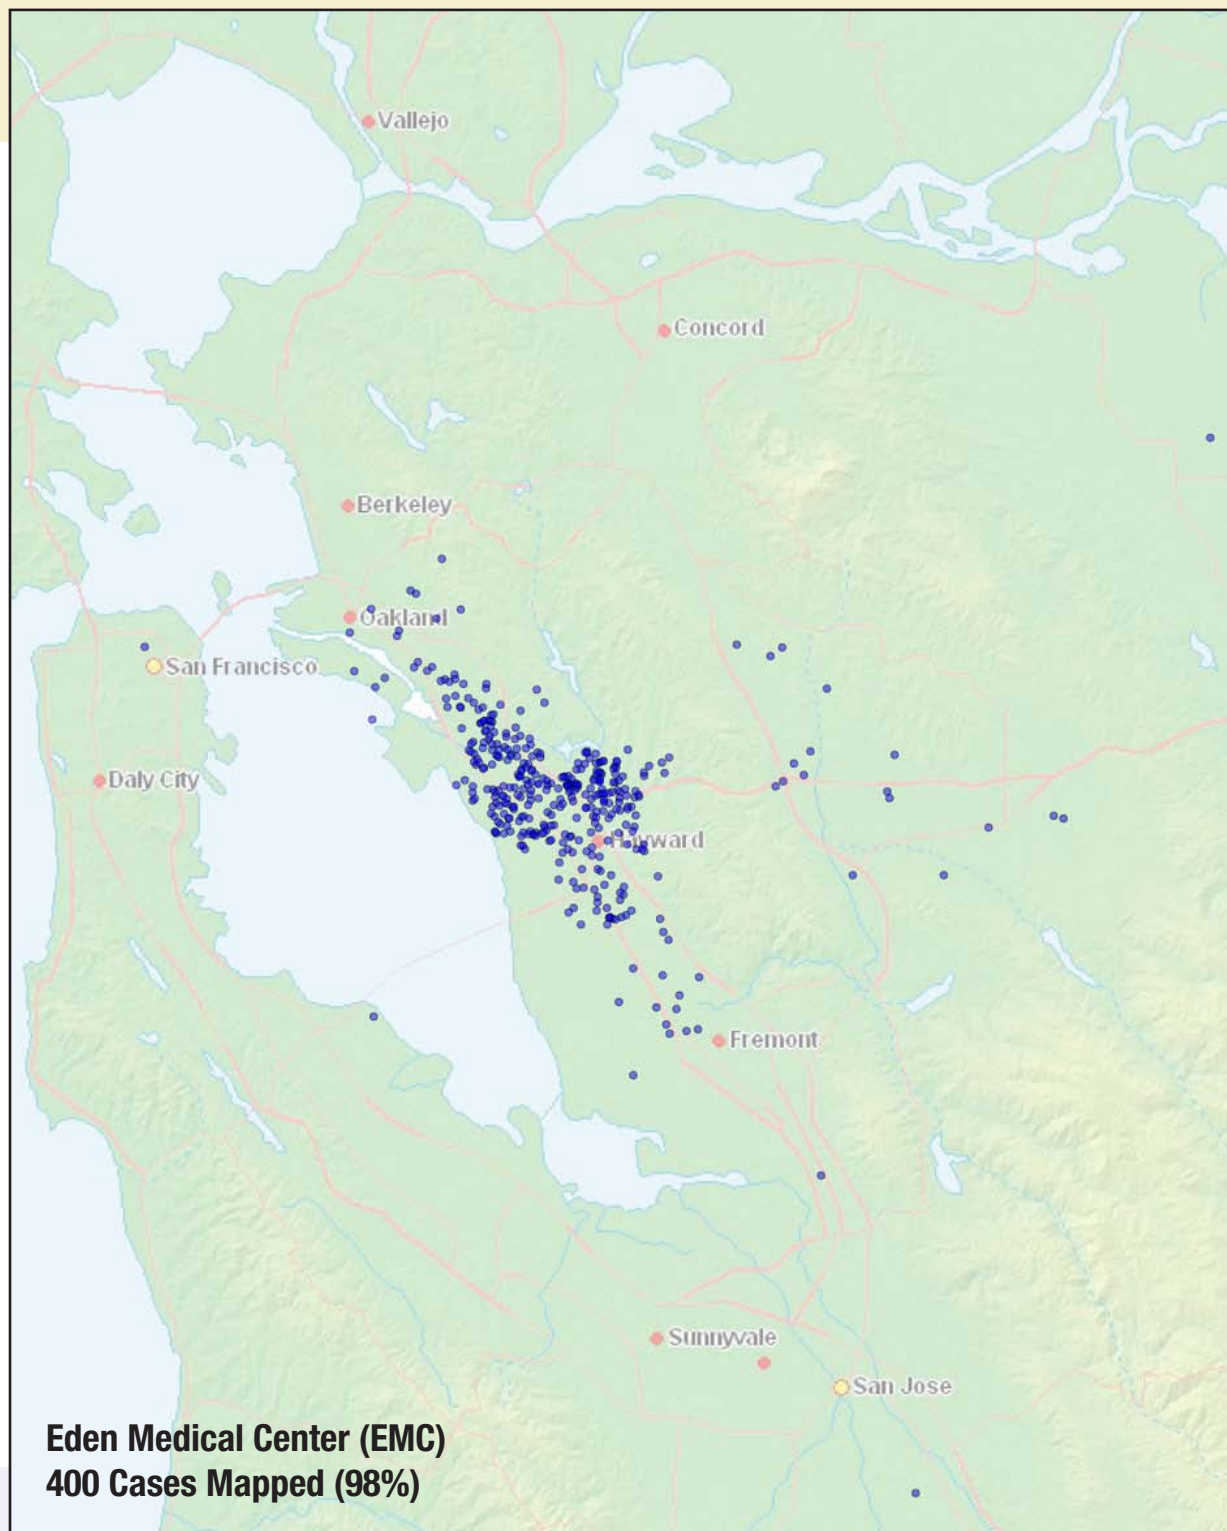 Vallejo
Concord
Berkeley
Oakland
San Francisco
Daly City
Hayward
Fremont
Sunnyvale
San Jose
Eden Medical Center (EMC)
400 Cases Mapped (98%)